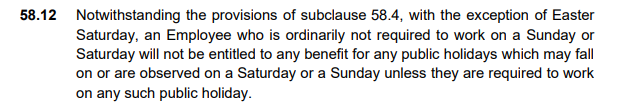 58.12 Notwithstanding the provisions of subclause 58.4, with the exception of Easter
Saturday, an Employee who is ordinarily not required to work on a Sunday or
Saturday will not be entitled to any benefit for any public holidays which may fall
on or are observed on a Saturday or a Sunday unless they are required to work
on any such public holiday.